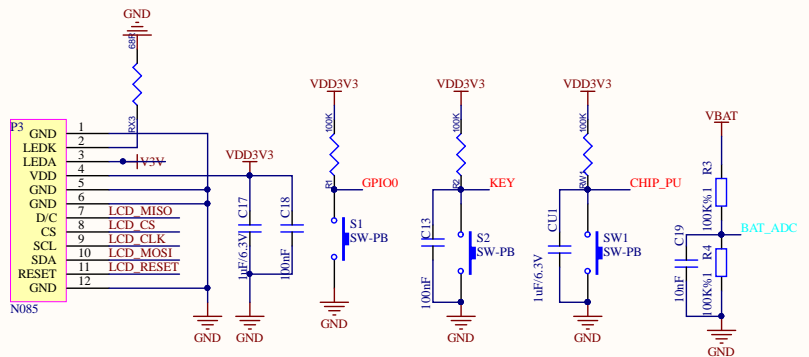 GND
68R
RX3
P3
GND 1
LEDK 2
LEDA 3
V3V
VDD 4
GND 5
GND 6
D/C 7 LCD_MISO
CS 8 LCD_CS
SCL 9 LCD_CLK
SDA 10 LCD_MOSI
RESET 11 LCD_RESET
GND 12
N085
GND
VDD3V3
C17
1uF/6.3V
C18
100nF
GND
VDD3V3
100K
R1
GPIO0
S1
SW-PB
GND
VDD3V3
100K
R2
KEY
C13
100nF
S2
SW-PB
GND
VDD3V3
100K
RW1
CHIP_PU
CU1
1uF/6.3V
SW1
SW-PB
GND
VBAT
R3
100K%1
BAT_ADC
C19
10nF
R4
100K%1
GND